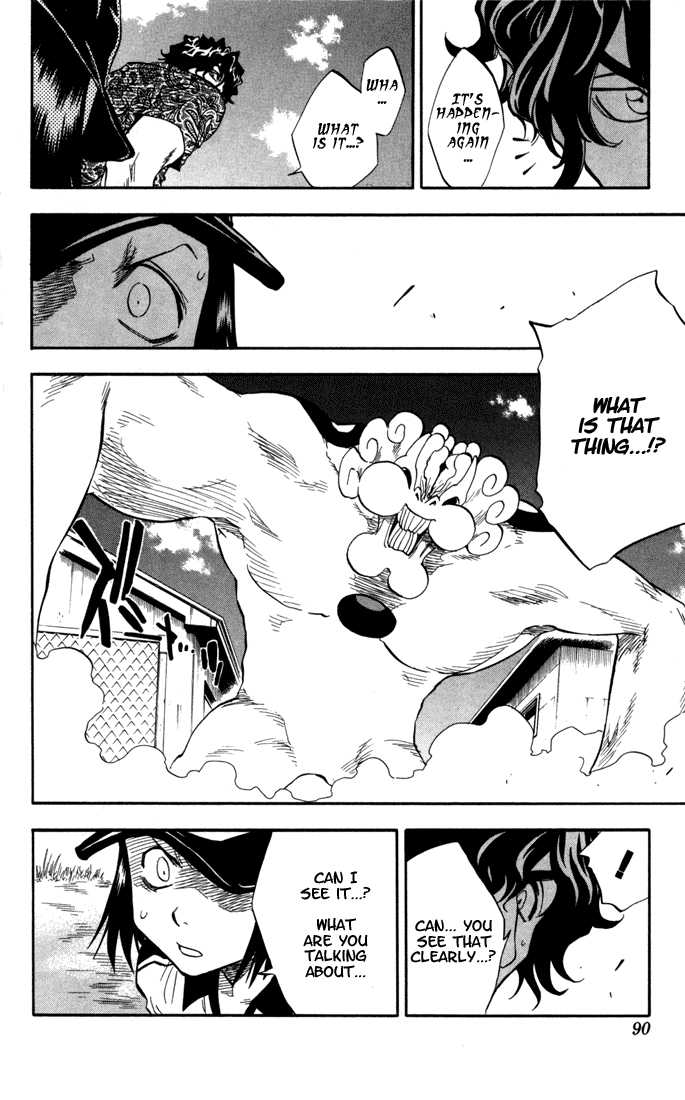 IT'S
HAPPEN-
ING
AGAIN
...
WHA
...
WHAT
IS IT...?
WHAT
IS THAT
THING...!?
!
CAN... YOU
SEE THAT
CLEARLY...?
CAN I
SEE IT...?
WHAT
ARE YOU
TALKING
ABOUT...
90